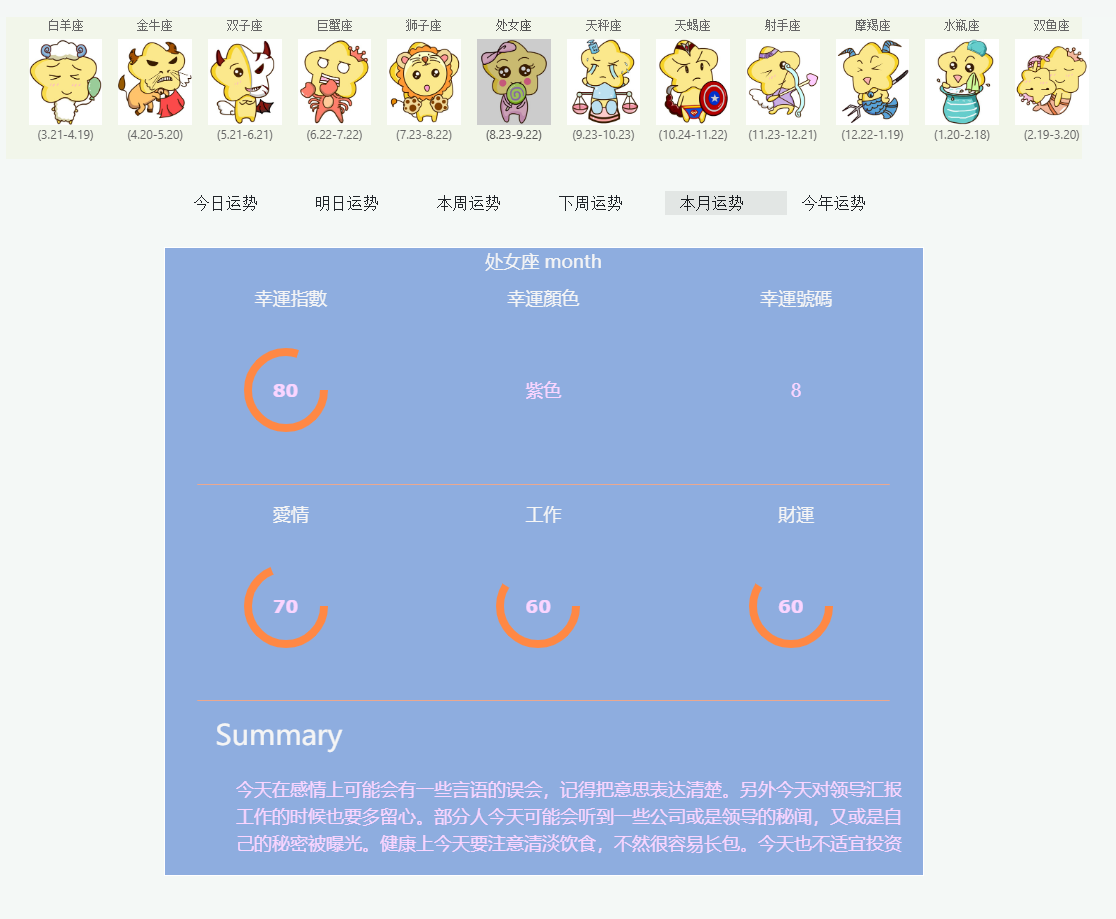 白羊座 金牛座 双子座 巨蟹座 狮子座 处女座 天秤座 天蝎座 射手座 摩羯座 水瓶座 双鱼座
(3.21-4.19) (4.20-5.20) (5.21-6.21) (6.22-7.22) (7.23-8.22) (8.23-9.22) (9.23-10.23) (10.24-11.22) (11.23-12.21) (12.22-1.19) (1.20-2.18) (2.19-3.20)
今日运势 明日运势 本周运势 下周运势 本月运势 今年运势
处女座 month
幸運指數 幸運顏色 幸運號碼
80 紫色 8
愛情 工作 財運
70 60 60
Summary
今天在感情上可能会有一些言语的误会，记得把意思表达清楚。另外今天对领导汇报
工作的时候也要多留心。部分人今天可能会听到一些公司或是领导的秘闻，又或是自
己的秘密被曝光。健康上今天要注意清淡饮食，不然很容易长包。今天也不适宜投资